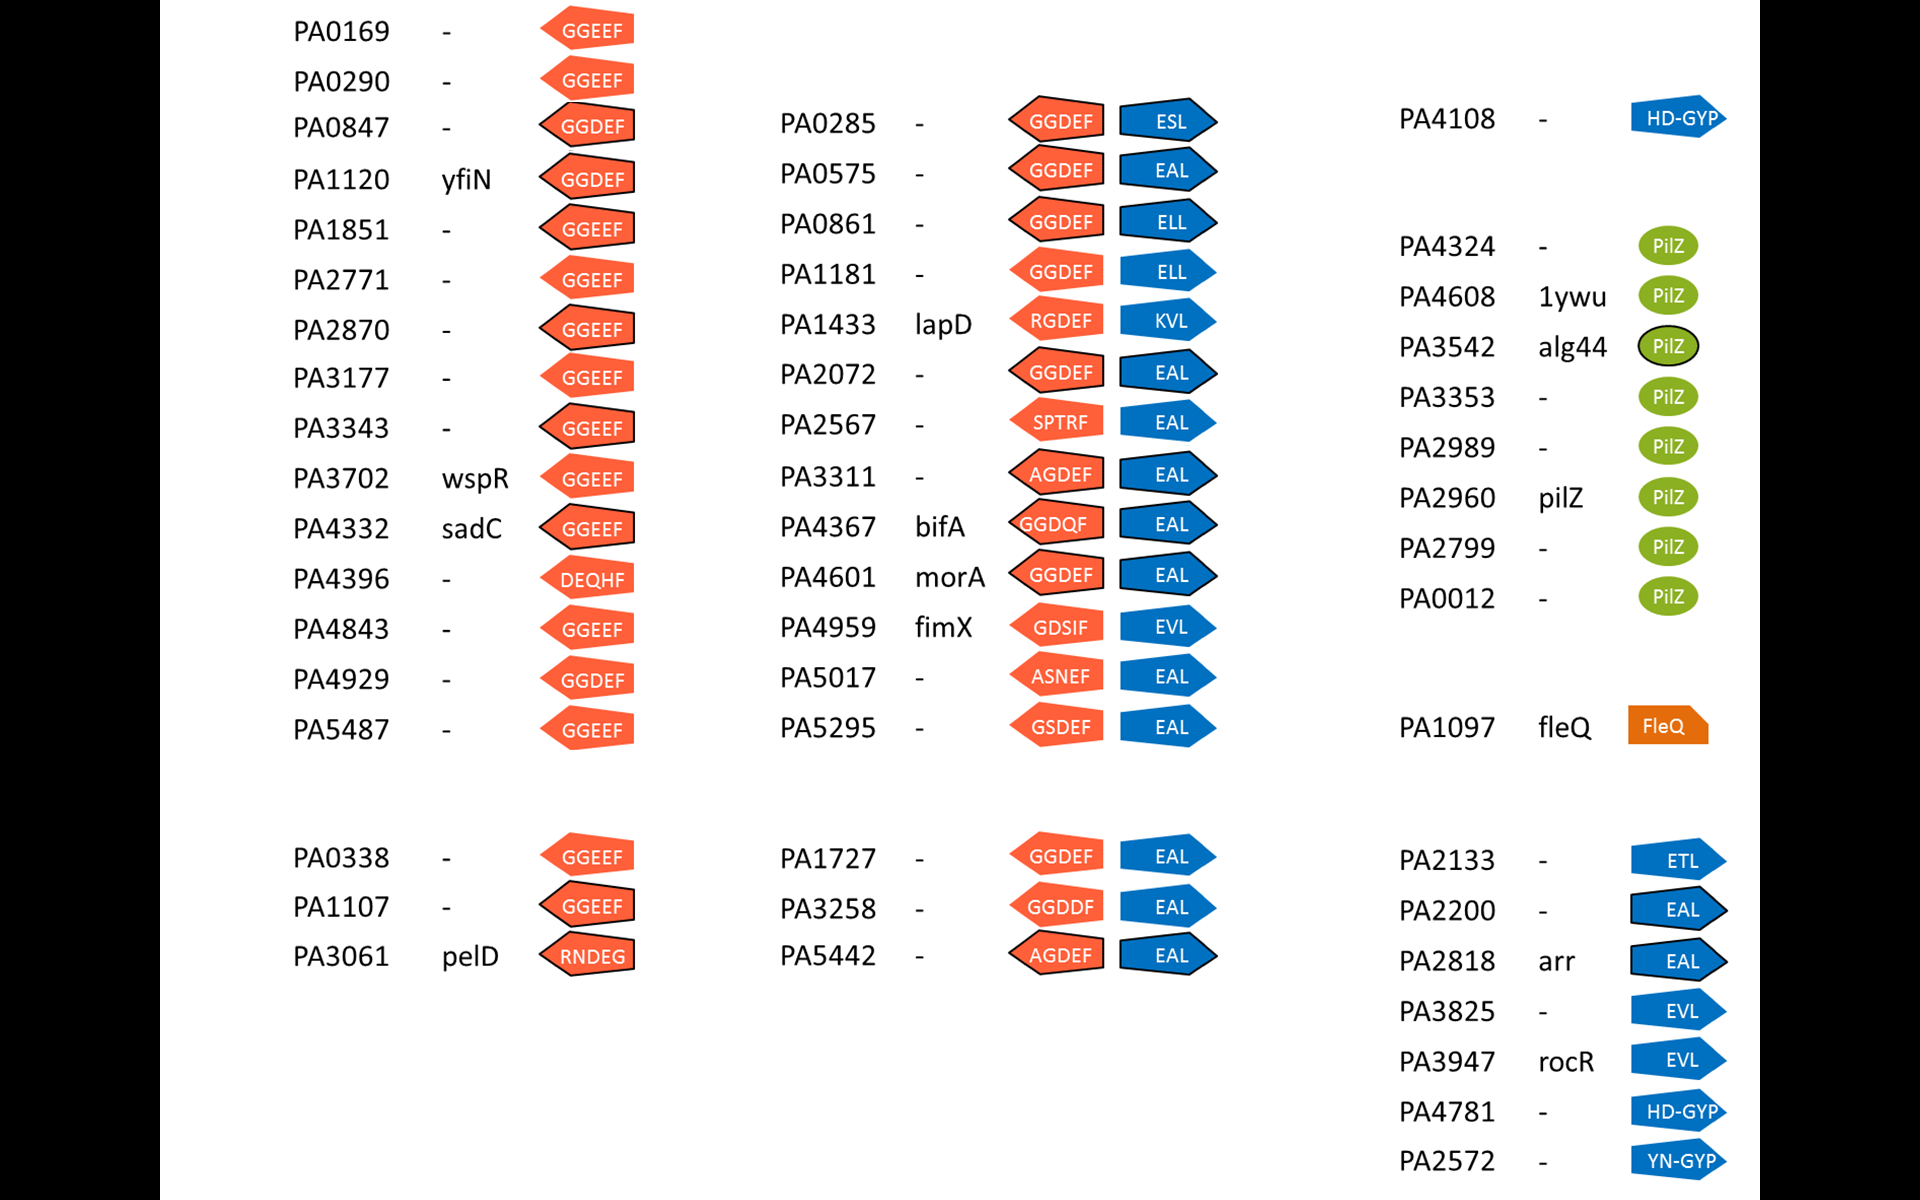 PA0169 - GGEEF
PA0290 - GGEEF
PA0847 - GGDEF
PA1120 yfiN GGDEF
PA1851 - GGEEF
PA2771 - GGEEF
PA2870 - GGEEF
PA3177 - GGEEF
PA3343 - GGEEF
PA3702 wspR GGEEF
PA4332 sadC GGEEF
PA4396 - DEQHF
PA4843 - GGEEF
PA4929 - GGDEF
PA5487 - GGEEF
PA0338 - GGEEF
PA1107 - GGEEF
PA3061 pelD RNDEG
PA0285 - GGDEF ESL
PA0575 - GGDEF EAL
PA0861 - GGDEF ELL
PA1181 - GGDEF ELL
PA1433 lapD RGDEF KVL
PA2072 - GGDEF EAL
PA2567 - SPTRF EAL
PA3311 - AGDEF EAL
PA4367 bifA GGDQF EAL
PA4601 morA GGDEF EAL
PA4959 fimX GDSIF EVL
PA5017 - ASNEF EAL
PA5295 - GSDEF EAL
PA1727 - GGDEF EAL
PA3258 - GGDDF EAL
PA5442 - AGDEF EAL
PA4108 - HD-GYP
PA4324 - PilZ
PA4608 1ywu PilZ
PA3542 alg44 PilZ
PA3353 - PilZ
PA2989 - PilZ
PA2960 pilZ PilZ
PA2799 - PilZ
PA0012 - PilZ
PA1097 fleQ FleQ
PA2133 - ETL
PA2200 - EAL
PA2818 arr EAL
PA3825 - EVL
PA3947 rocR EVL
PA4781 - HD-GYP
PA2572 - YN-GYP